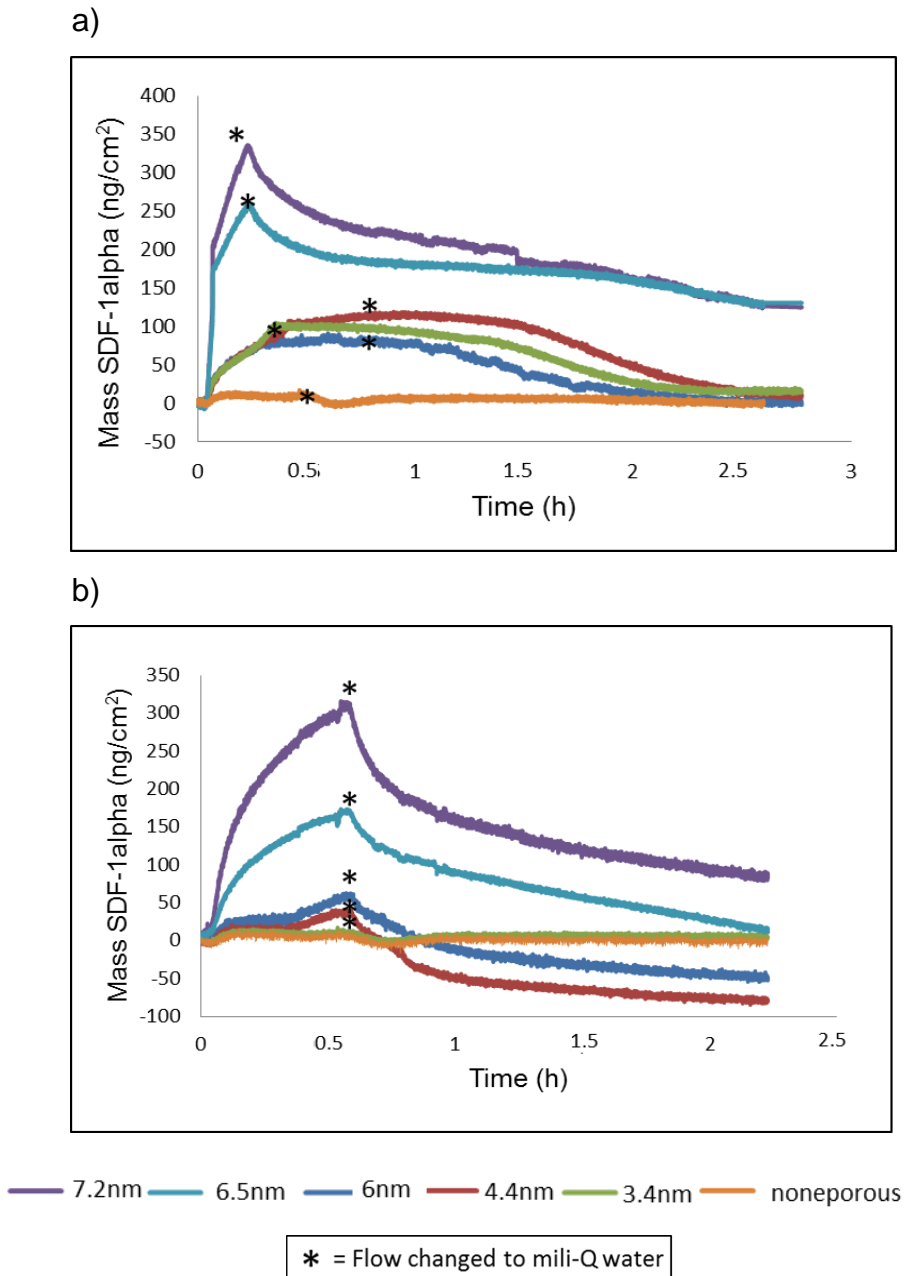 a)
Mass SDF-1alpha (ng/cm²)
400
350
300
250
200
150
100
50
0
-50
0 0.5 1 1.5 2 2.5 3
Time (h)
* * * * * *
b)
Mass SDF-1alpha (ng/cm²)
350
300
250
200
150
100
50
0
-50
-100
0 0.5 1 1.5 2 2.5
Time (h)
* * * * *
7.2nm 6.5nm 6nm 4.4nm 3.4nm noneporous
* = Flow changed to mili-Q water